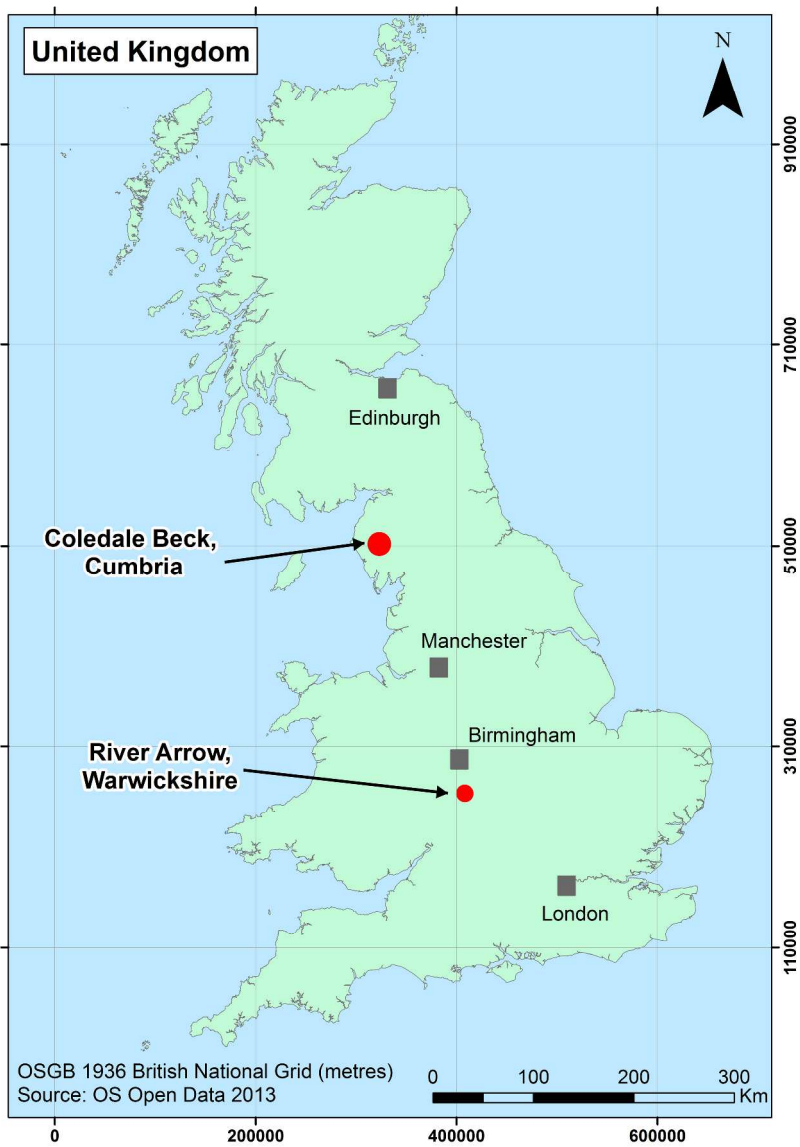 United Kingdom
N
910000
710000
Edinburgh
Coledale Beck,
Cumbria
510000
Manchester
Birmingham
310000
River Arrow,
Warwickshire
London
110000
OSGB 1936 British National Grid (metres)
Source: OS Open Data 2013
0 100 200 300
Km
0 200000 400000 600000